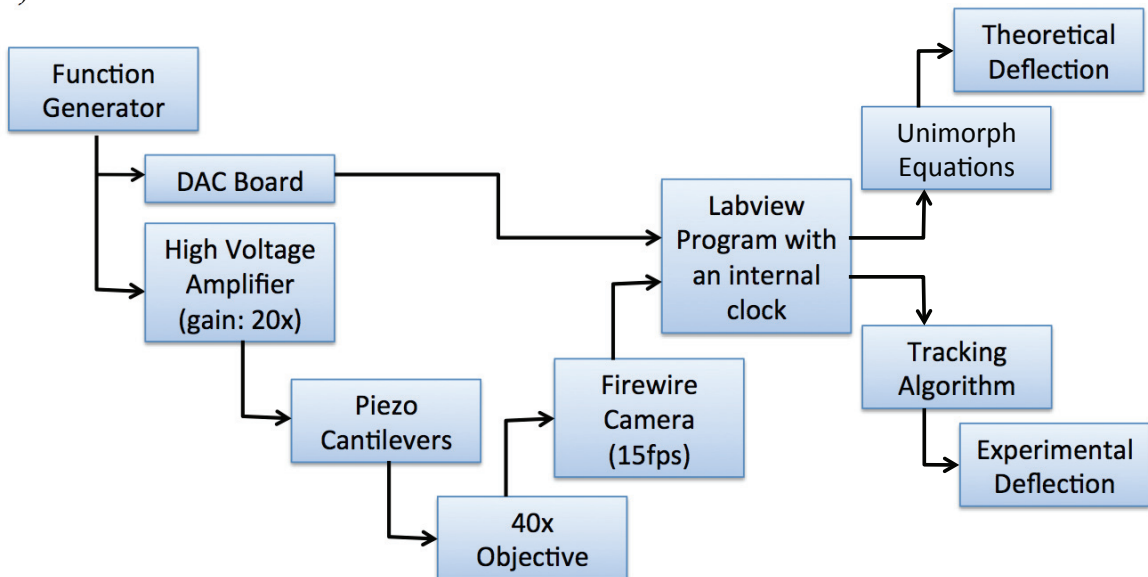 Function
Generator
DAC Board
High Voltage
Amplifier
(gain: 20x)
Piezo
Cantilevers
40x
Objective
Firewire
Camera
(15fps)
Labview
Program with
an internal
clock
Unimorph
Equations
Theoretical
Deflection
Tracking
Algorithm
Experimental
Deflection